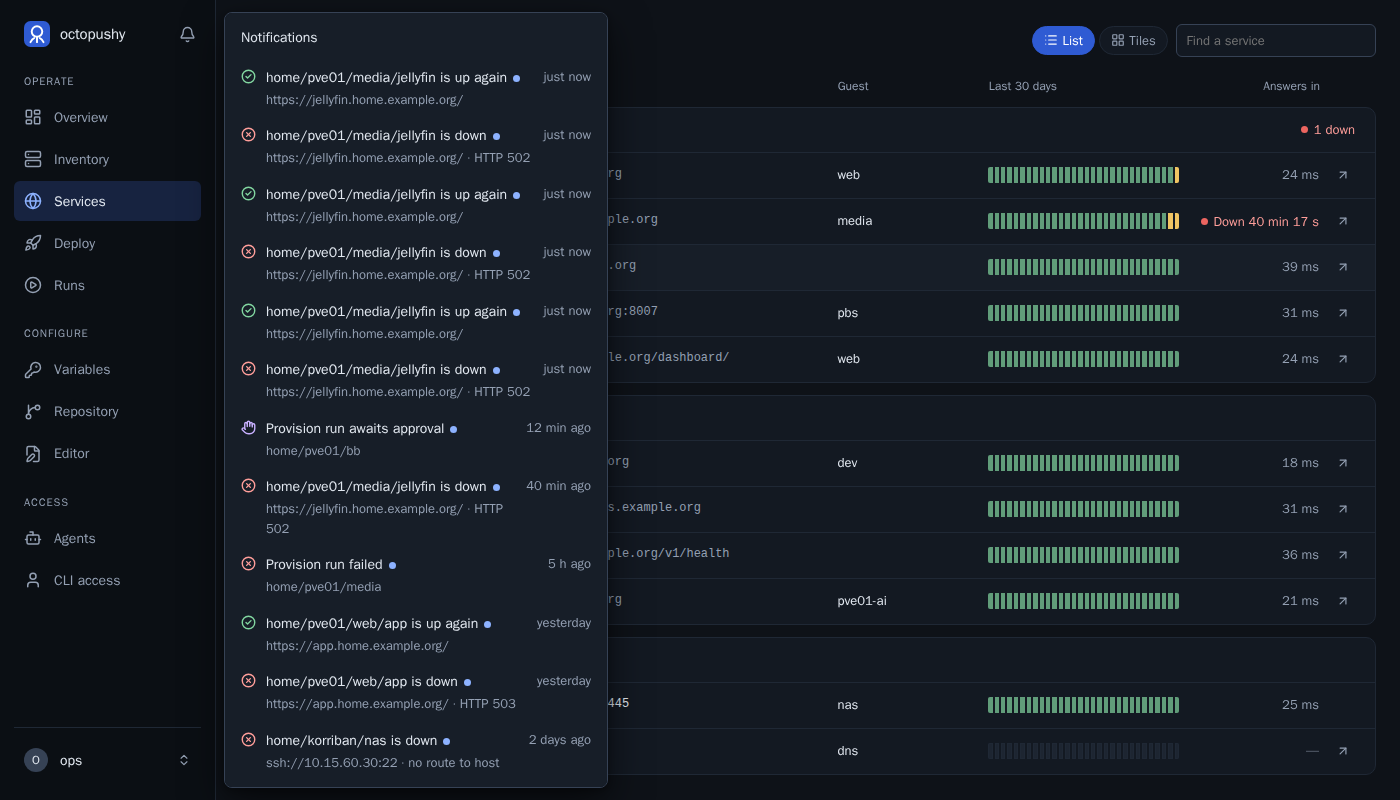 octopushy
OPERATE
Overview
Inventory
Services
Deploy
Runs
CONFIGURE
Variables
Repository
Editor
ACCESS
Agents
CLI access
O
ops
Notifications
home/pve01/media/jellyfin is up again just now
https://jellyfin.home.example.org/
home/pve01/media/jellyfin is down just now
https://jellyfin.home.example.org/ · HTTP 502
home/pve01/media/jellyfin is up again just now
https://jellyfin.home.example.org/
home/pve01/media/jellyfin is down just now
https://jellyfin.home.example.org/ · HTTP 502
home/pve01/media/jellyfin is up again just now
https://jellyfin.home.example.org/
home/pve01/media/jellyfin is down just now
https://jellyfin.home.example.org/ · HTTP 502
Provision run awaits approval 12 min ago
home/pve01/bb
home/pve01/media/jellyfin is down 40 min ago
https://jellyfin.home.example.org/ · HTTP
502
Provision run failed 5 h ago
home/pve01/media
home/pve01/web/app is up again yesterday
https://app.home.example.org/
home/pve01/web/app is down yesterday
https://app.home.example.org/ · HTTP 503
home/korriban/nas is down 2 days ago
ssh://10.15.60.30:22 · no route to host
List Tiles Find a service
Guest Last 30 days Answers in
1 down
rg web 24 ms
ple.org media Down 40 min 17 s
.org 39 ms
rg:8007 pbs 31 ms
le.org/dashboard/ web 24 ms
org dev 18 ms
s.example.org 31 ms
ple.org/v1/health 36 ms
rg pve01-ai 21 ms
445 nas 25 ms
dns —